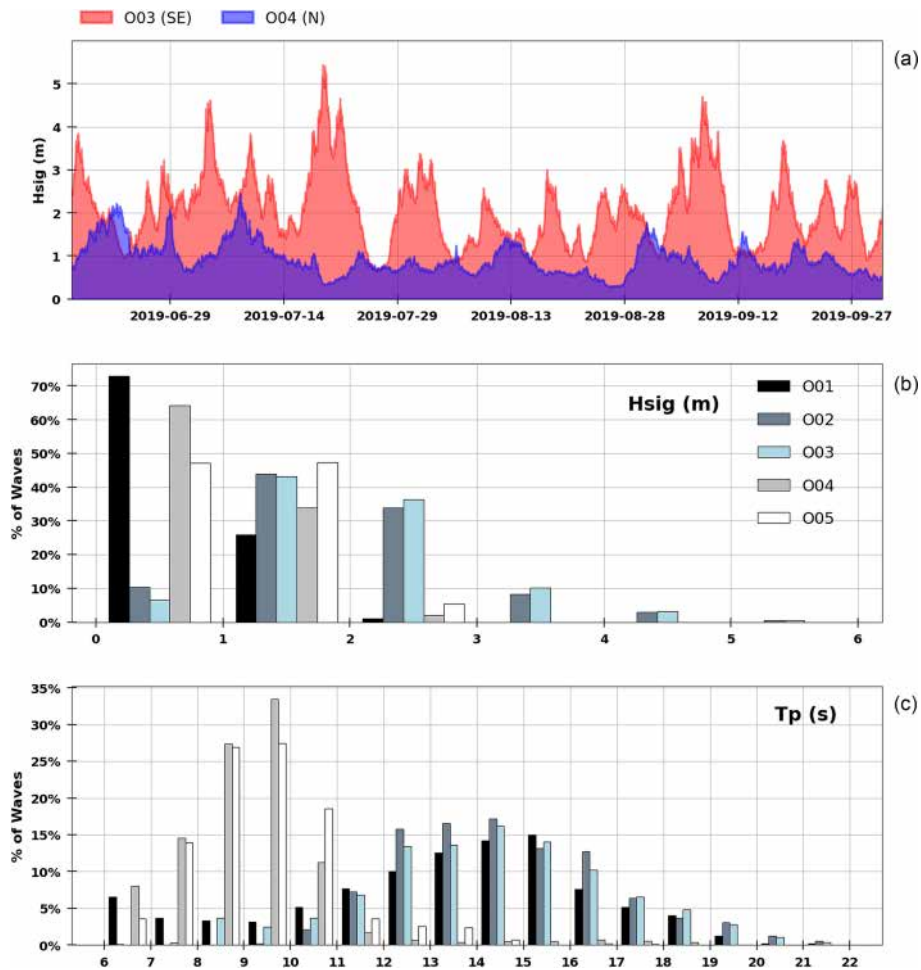 O03 (SE) O04 (N)
(a)
Hsig (m)
5
4
3
2
1
0
2019-06-29 2019-07-14 2019-07-29 2019-08-13 2019-08-28 2019-09-12 2019-09-27
(b)
Hsig (m)
% of Waves
70%
60%
50%
40%
30%
20%
10%
0%
O01
O02
O03
O04
O05
0 1 2 3 4 5 6
(c)
Tp (s)
% of Waves
35%
30%
25%
20%
15%
10%
5%
0%
6 7 8 9 10 11 12 13 14 15 16 17 18 19 20 21 22